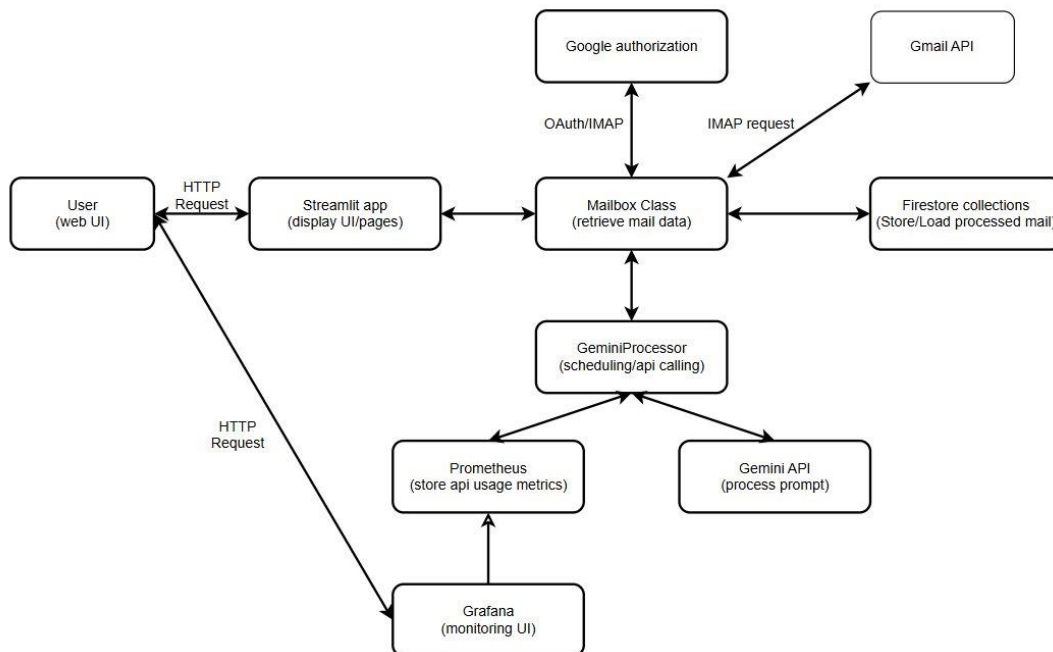 Google authorization
Gmail API
OAuth/IMAP
IMAP request
User
(web UI)
HTTP
Request
Streamlit app
(display UI/pages)
Mailbox Class
(retrieve mail data)
Firestore collections
(Store/Load processed mail)
GeminiProcessor
(scheduling/api calling)
HTTP
Request
Prometheus
(store api usage metrics)
Gemini API
(process prompt)
Grafana
(monitoring UI)